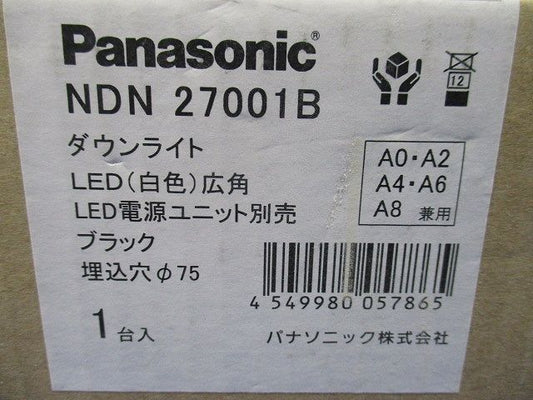 Panasonic®
NDN 27001B
ダウンライト
LED(白色)広角
LED電源ユニット別売
ブラック
埋込穴φ75
1台入
12
A0・A2
A4・A6
A8 兼用
4 549980 057865
パナソニック株式会社